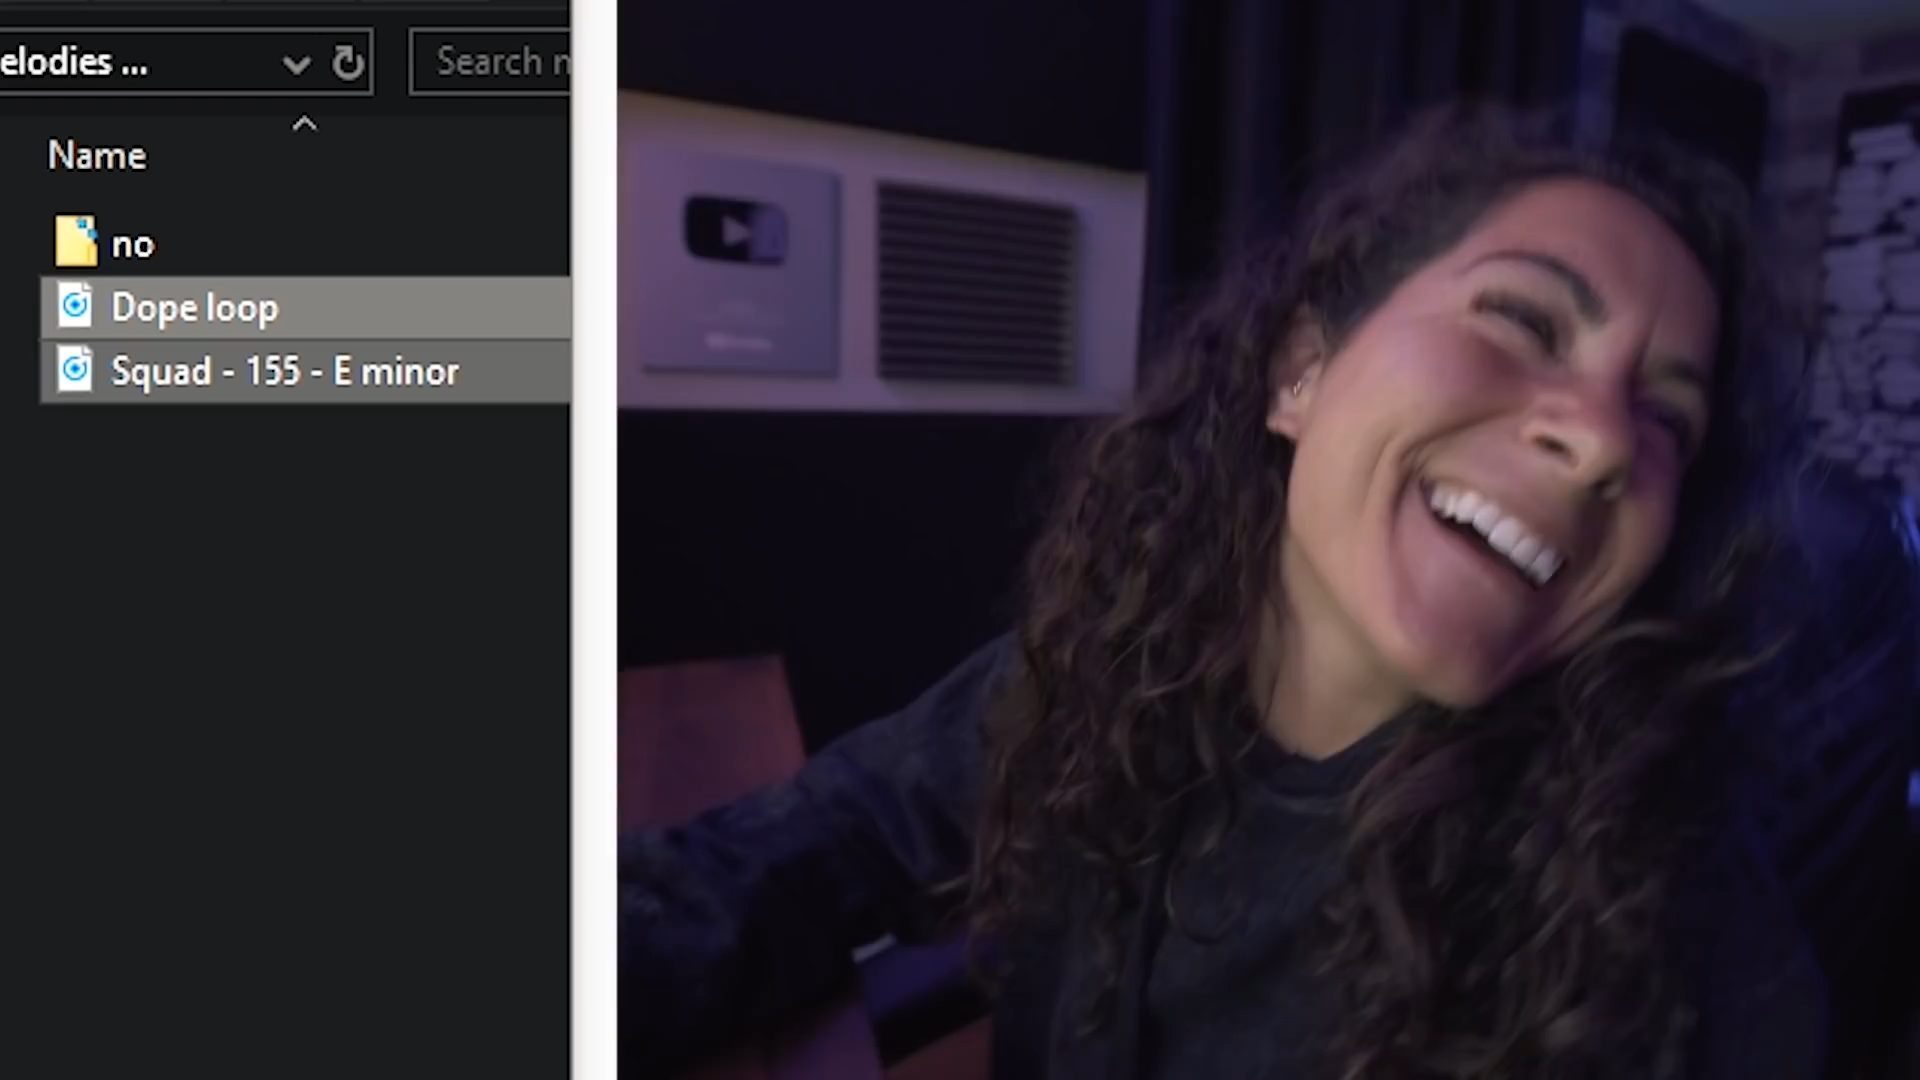 elodies ...
Search n
Name
no
Dope loop
Squad - 155 - E minor